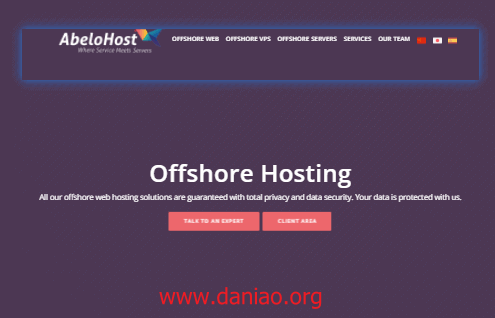 AbeloHost
Where Service Meets Servers
OFFSHORE WEB OFFSHORE VPS OFFSHORE SERVERS SERVICES OUR TEAM
Offshore Hosting
All our offshore web hosting solutions are guaranteed with total privacy and data security. Your data is protected with us.
TALK TO AN EXPERT CLIENT AREA
www.daniao.org